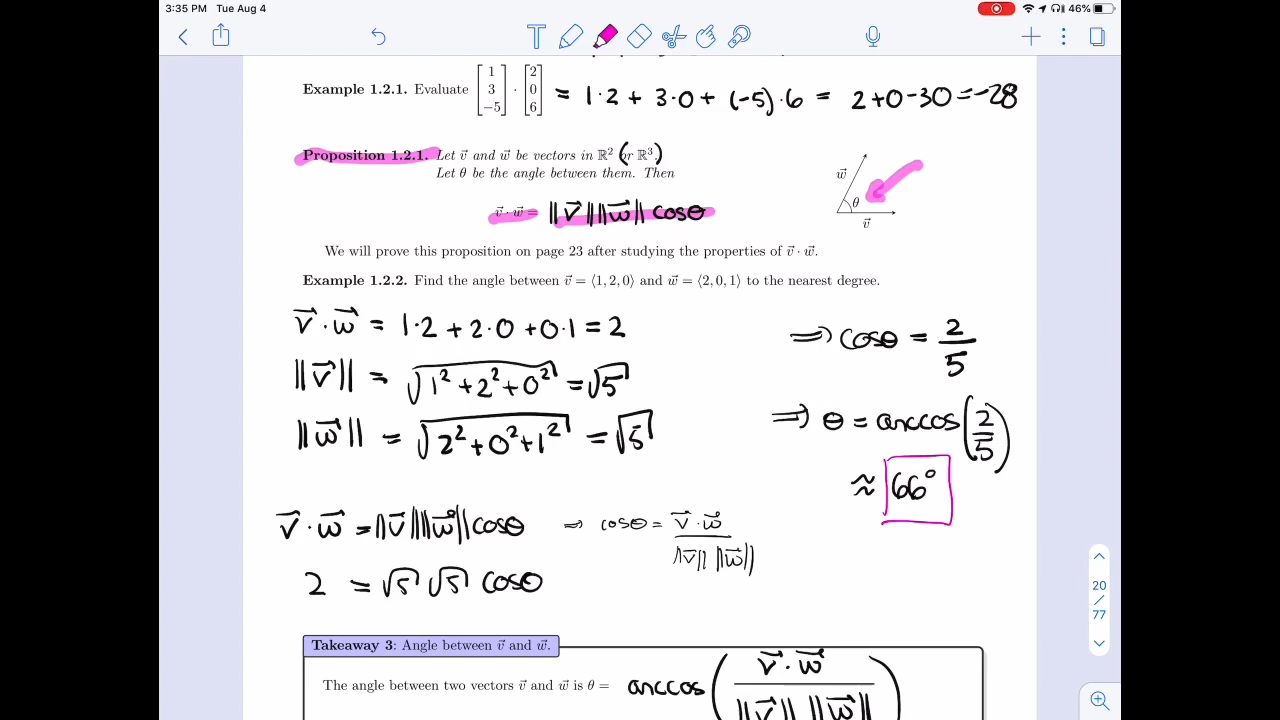 3:35 PM Tue Aug 4 46%
Example 1.2.1. Evaluate [1 3 −5] · [2 0 6] = 1·2 + 3·0 + (−5)·6 = 2+0−30 = −28
Proposition 1.2.1. Let v⃗ and w⃗ be vectors in ℝ² (or ℝ³.)
Let θ be the angle between them. Then
v⃗ · w⃗ = ||v⃗|| ||w⃗|| cosθ
w⃗
θ
v⃗
We will prove this proposition on page 23 after studying the properties of v⃗ · w⃗.
Example 1.2.2. Find the angle between v⃗ = ⟨1, 2, 0⟩ and w⃗ = ⟨2, 0, 1⟩ to the nearest degree.
v⃗ · w⃗ = 1·2 + 2·0 + 0·1 = 2
||v⃗|| = √(1² + 2² + 0²) = √5
||w⃗|| = √(2² + 0² + 1²) = √5
v⃗ · w⃗ = ||v⃗|| ||w⃗|| cosθ ⇒ cosθ = v⃗ · w⃗ / ||v⃗|| ||w⃗||
2 = √5 √5 cosθ
⇒ cosθ = 2/5
⇒ θ = arccos(2/5)
≈ 66°
Takeaway 3: Angle between v⃗ and w⃗.
The angle between two vectors v⃗ and w⃗ is θ = arccos(v⃗ · w⃗ / ||v⃗|| ||w⃗||)
20
/
77